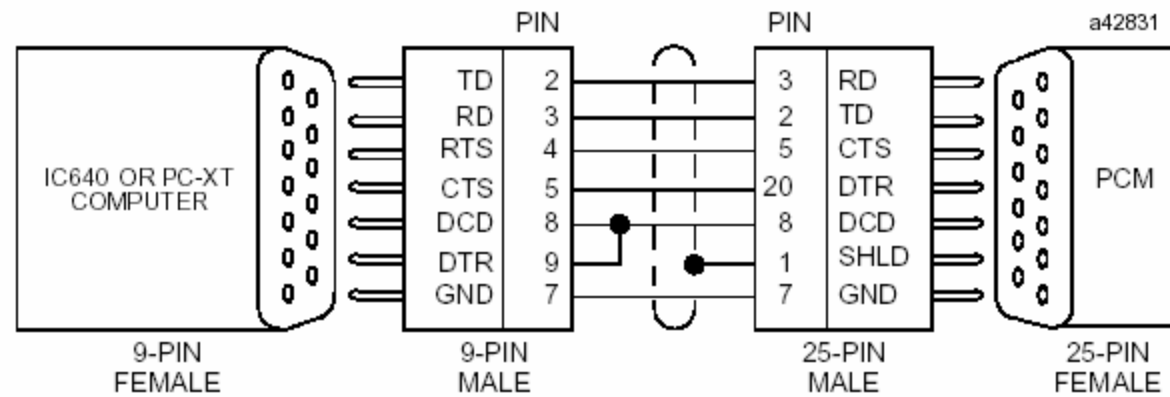 PIN PIN a42831
TD 2 3 RD
RD 3 2 TD
RTS 4 5 CTS
IC640 OR PC-XT
COMPUTER
CTS 5 20 DTR
PCM
DCD 8 8 DCD
DTR 9 1 SHLD
GND 7 7 GND
9-PIN
FEMALE
9-PIN
MALE
25-PIN
MALE
25-PIN
FEMALE